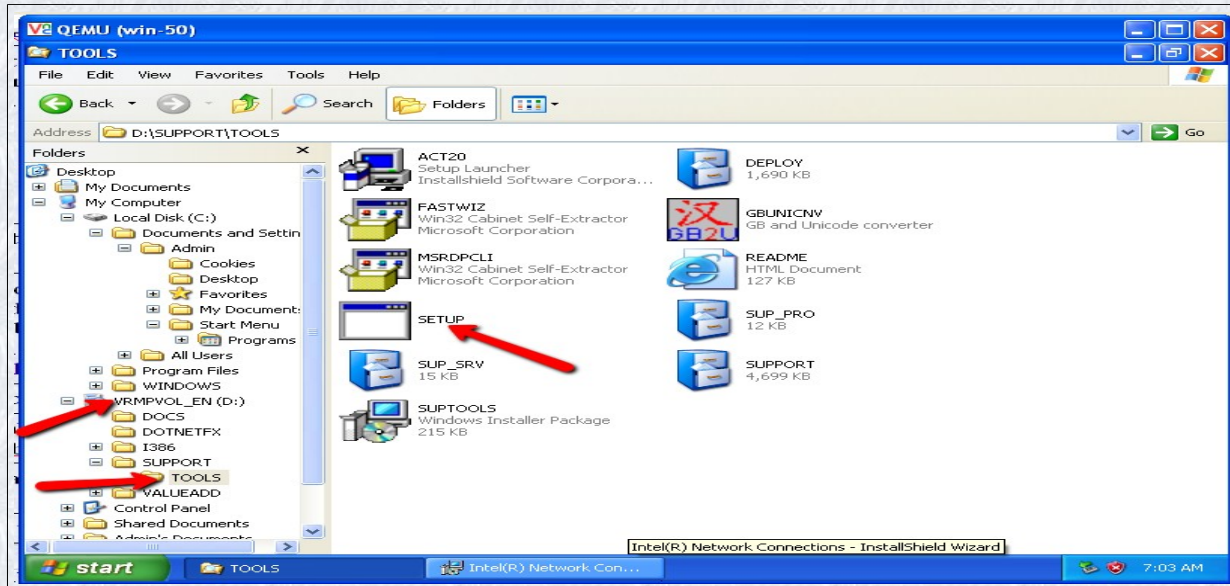 QEMU (win-50)
TOOLS
File Edit View Favorites Tools Help
Back Search Folders
Address D:\SUPPORT\TOOLS Go
Folders
Desktop
My Documents
My Computer
Local Disk (C:)
Documents and Settin
Admin
Cookies
Desktop
Favorites
My Document:
Start Menu
Programs
All Users
Program Files
WINDOWS
VRMPVOL_EN (D:)
DOCS
DOTNETFX
I386
SUPPORT
TOOLS
VALUEADD
Control Panel
Shared Documents
Admin's Documents
ACT20
Setup Launcher
Installshield Software Corpora...
DEPLOY
1,690 KB
FASTWIZ
Win32 Cabinet Self-Extractor
Microsoft Corporation
汉
GB2U
GBUNICNV
GB and Unicode converter
MSRDPCLI
Win32 Cabinet Self-Extractor
Microsoft Corporation
README
HTML Document
127 KB
SETUP
SUP_PRO
12 KB
SUP_SRV
15 KB
SUPPORT
4,699 KB
SUPTOOLS
Windows Installer Package
215 KB
Intel(R) Network Connections - InstallShield Wizard
start TOOLS Intel(R) Network Con... 7:03 AM